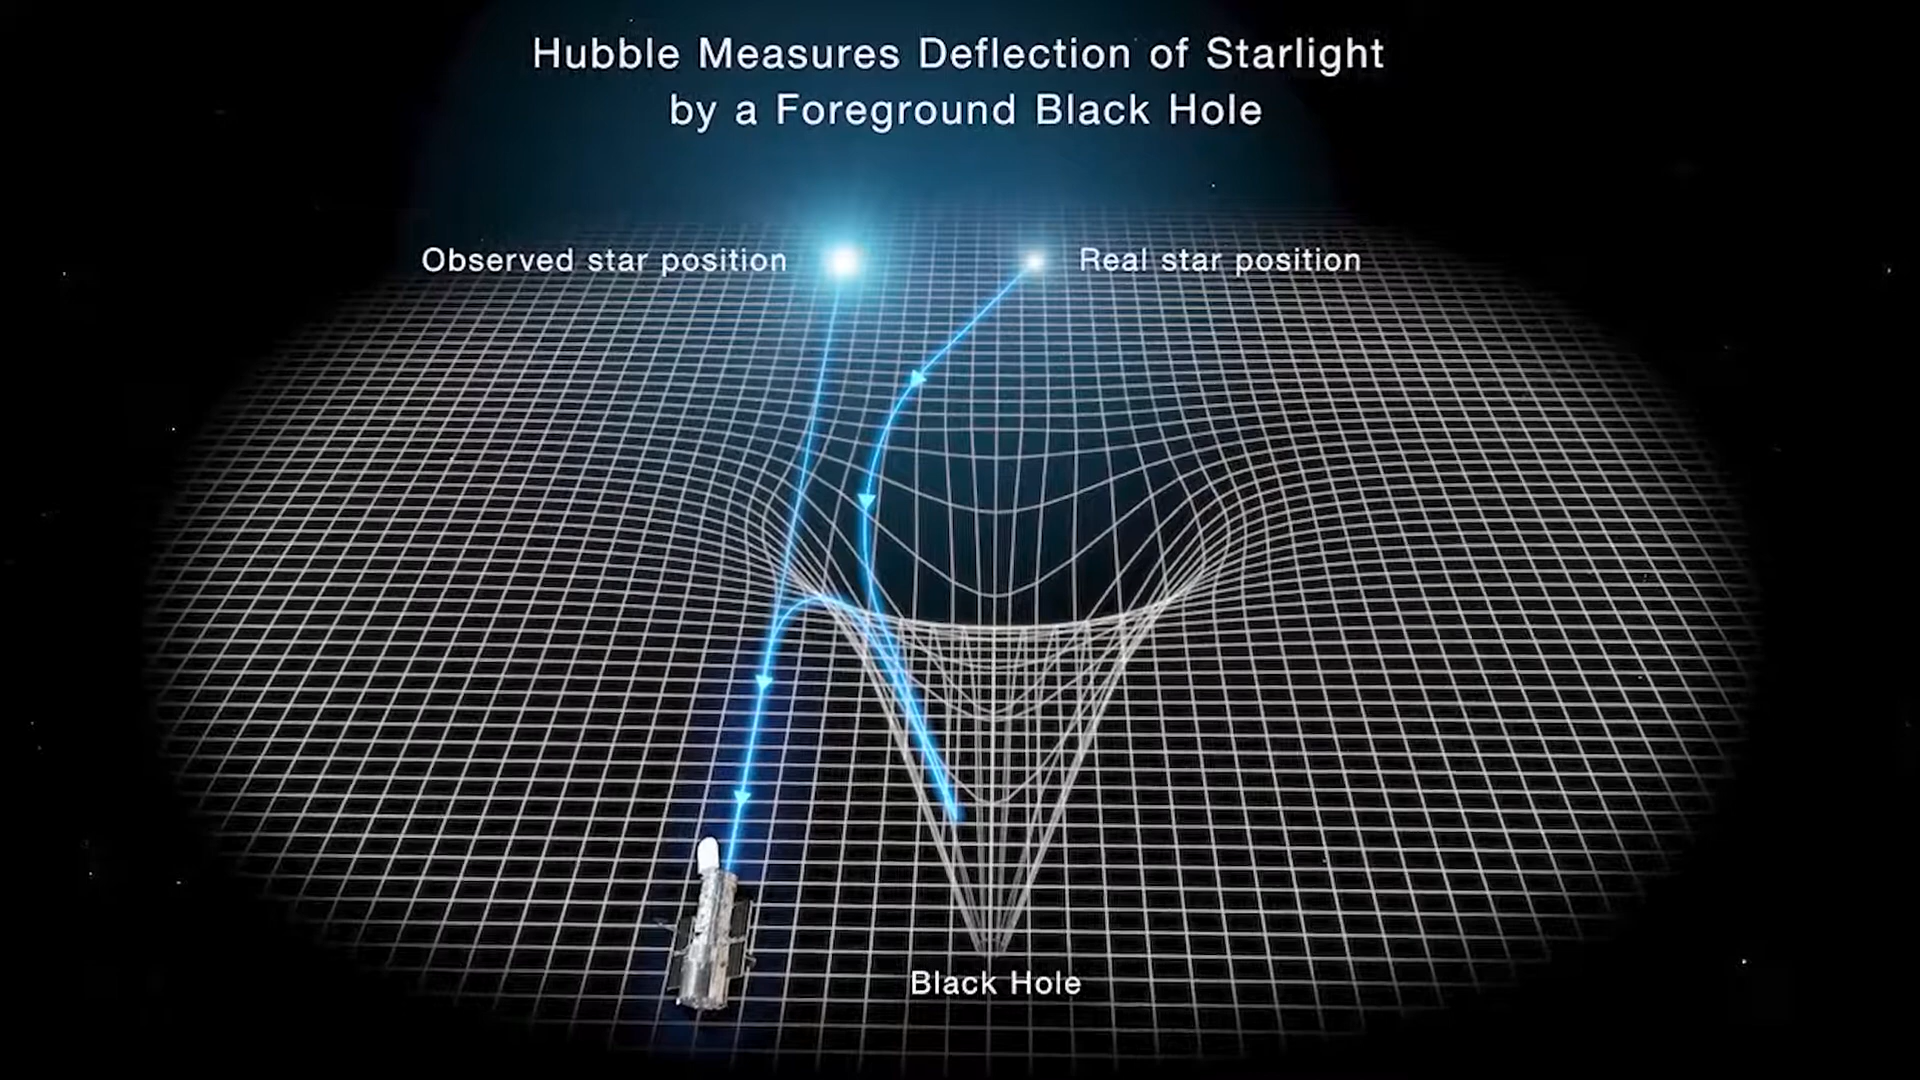 Hubble Measures Deflection of Starlight
by a Foreground Black Hole
Observed star position
Real star position
Black Hole